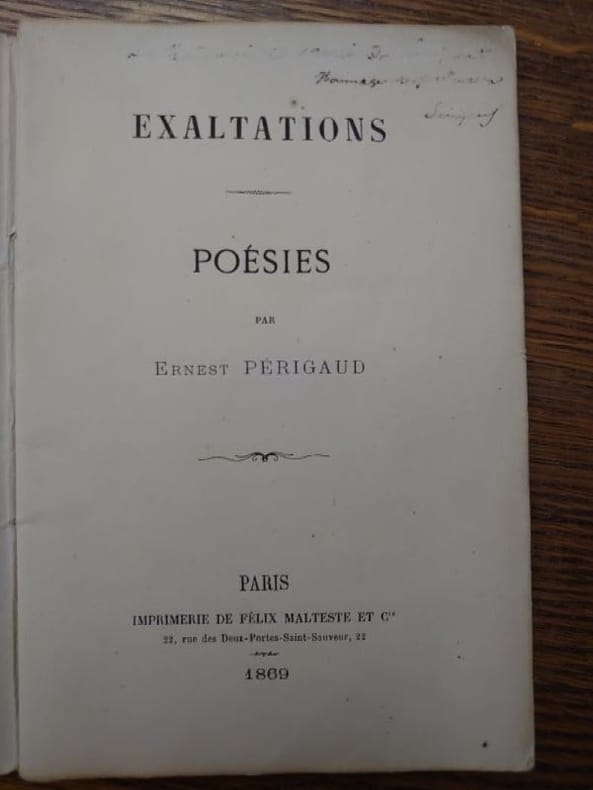 Hommage
EXALTATIONS
POÉSIES
PAR
ERNEST PÉRIGAUD
PARIS
IMPRIMERIE DE FÉLIX MALTESTE ET Cie
22, rue des Deux-Portes-Saint-Sauveur, 22
1869